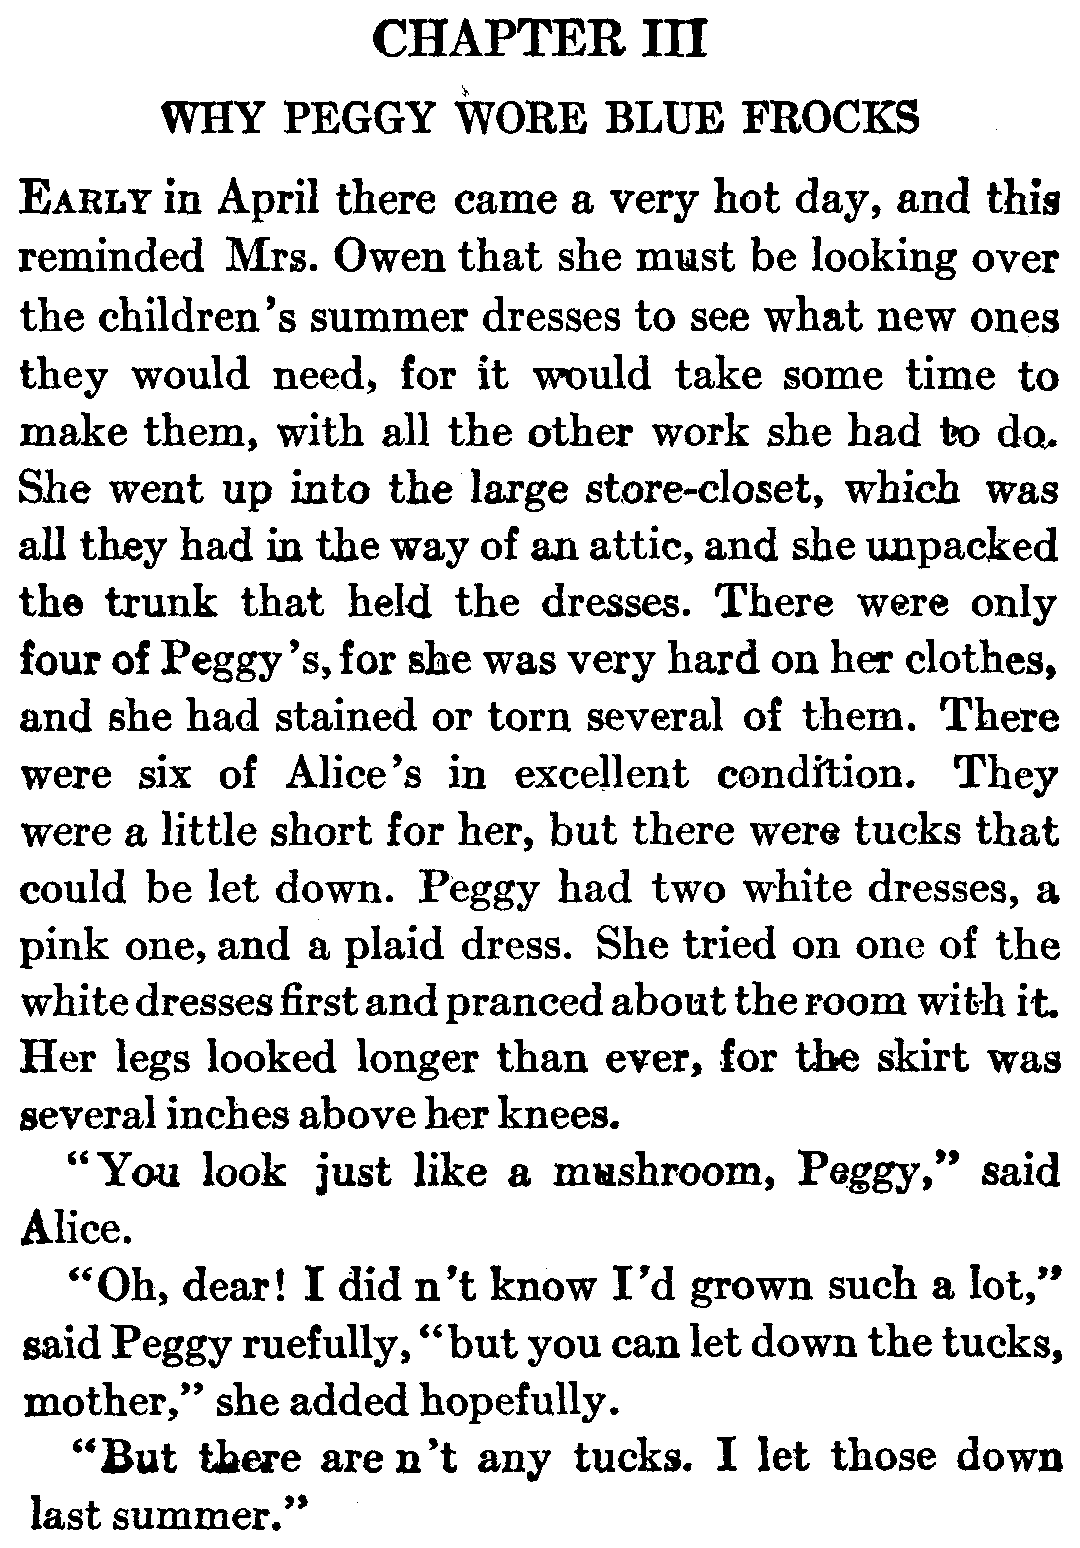 CHAPTER III
WHY PEGGY WORE BLUE FROCKS
EARLY in April there came a very hot day, and this
reminded Mrs. Owen that she must be looking over
the children's summer dresses to see what new ones
they would need, for it would take some time to
make them, with all the other work she had to do.
She went up into the large store-closet, which was
all they had in the way of an attic, and she unpacked
the trunk that held the dresses. There were only
four of Peggy's, for she was very hard on her clothes,
and she had stained or torn several of them. There
were six of Alice's in excellent condition. They
were a little short for her, but there were tucks that
could be let down. Peggy had two white dresses, a
pink one, and a plaid dress. She tried on one of the
white dresses first and pranced about the room with it.
Her legs looked longer than ever, for the skirt was
several inches above her knees.
"You look just like a mushroom, Peggy," said
Alice.
"Oh, dear! I did n't know I'd grown such a lot,"
said Peggy ruefully, "but you can let down the tucks,
mother," she added hopefully.
"But there are n't any tucks. I let those down
last summer."